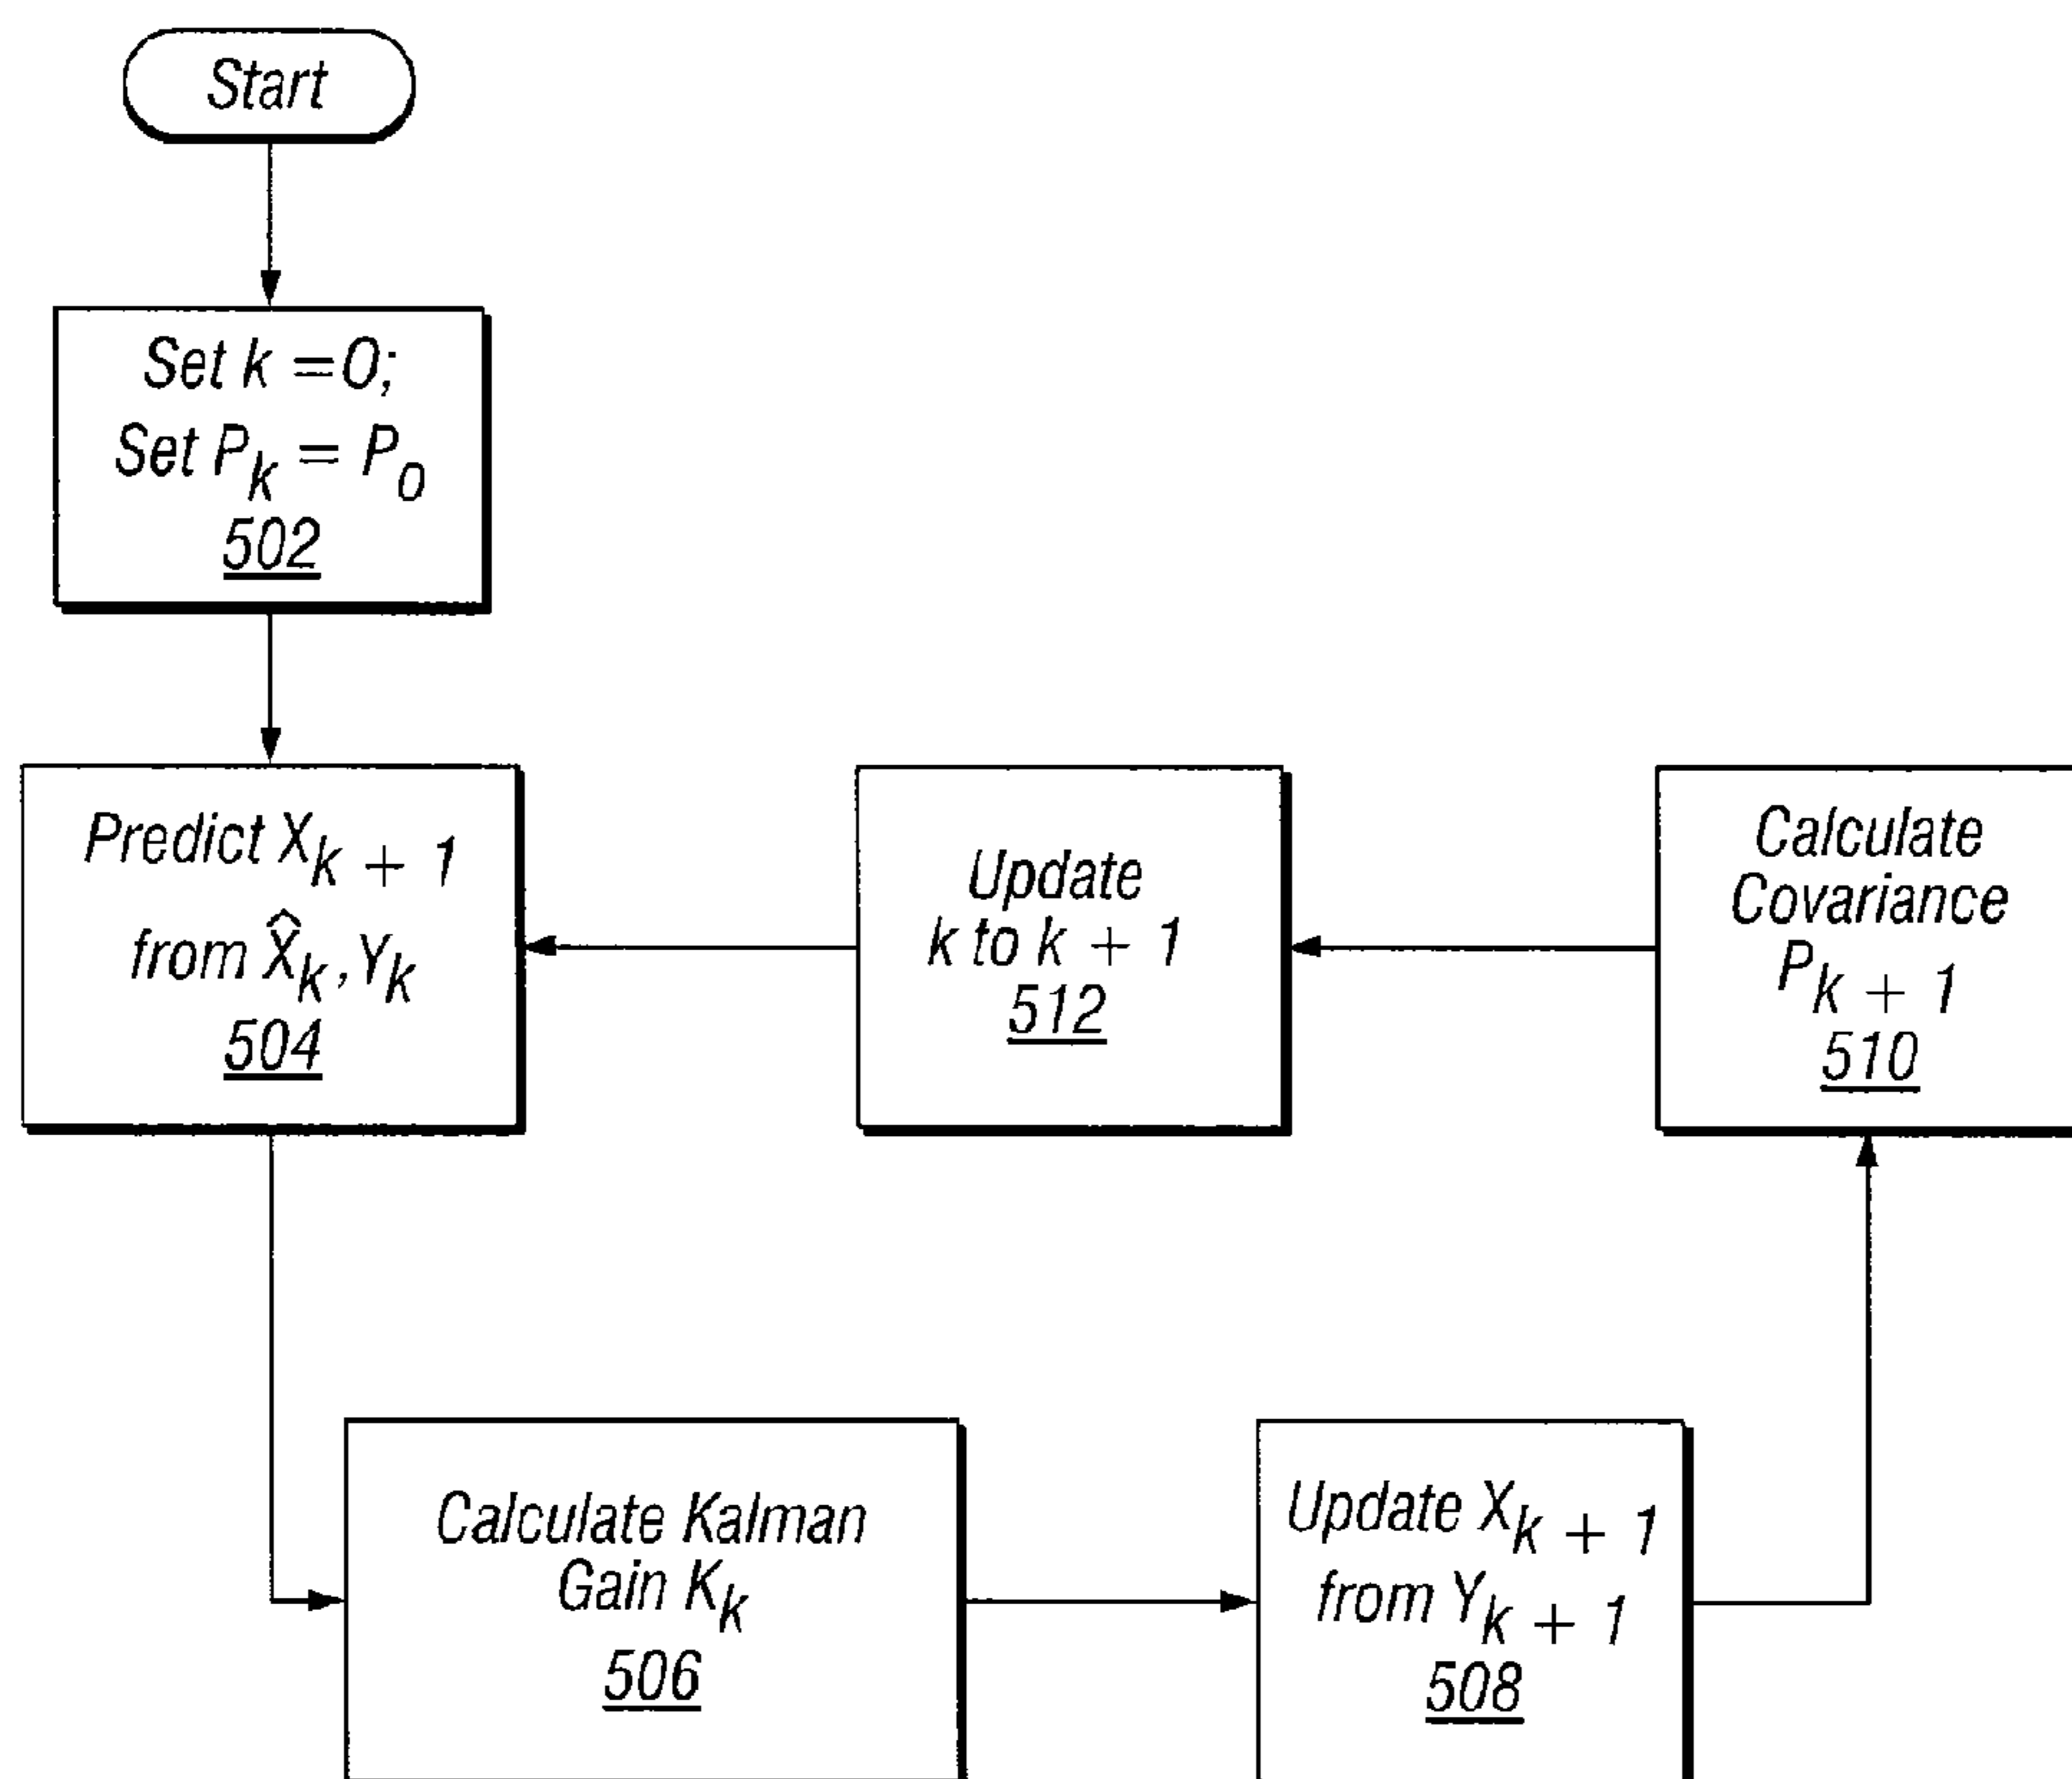 Start
Set k = 0;
Set P_k = P_o
502
Predict X_k + 1
from X̂_k, Y_k
504
Update
k to k + 1
512
Calculate
Covariance
P_k + 1
510
Calculate Kalman
Gain K_k
506
Update X_k + 1
from Y_k + 1
508